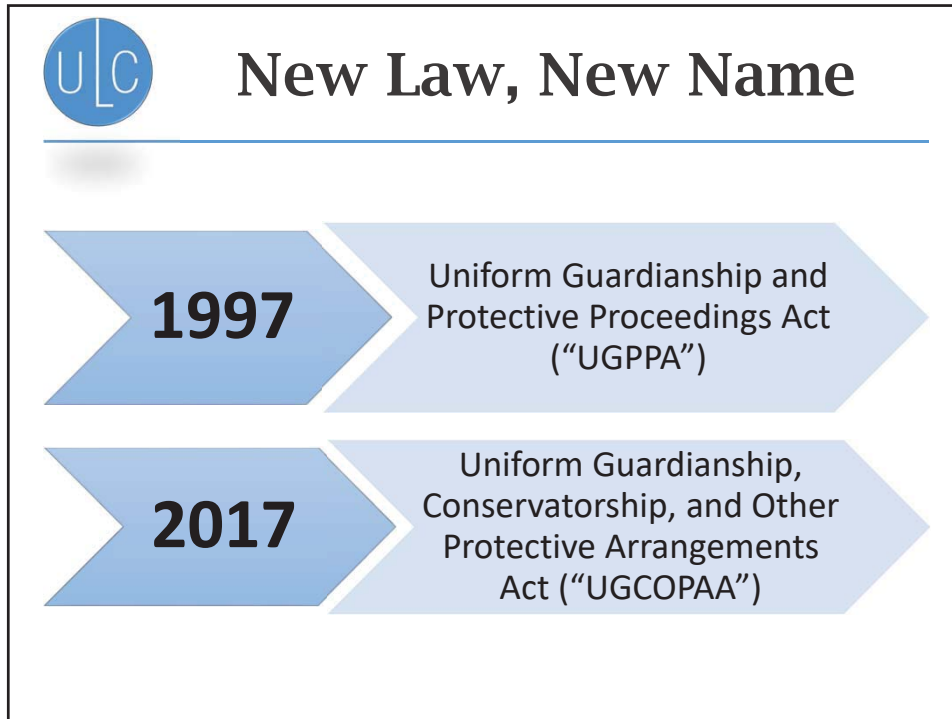 ULC
New Law, New Name
1997
Uniform Guardianship and
Protective Proceedings Act
(“UGPPA”)
2017
Uniform Guardianship,
Conservatorship, and Other
Protective Arrangements
Act (“UGCOPAA”)